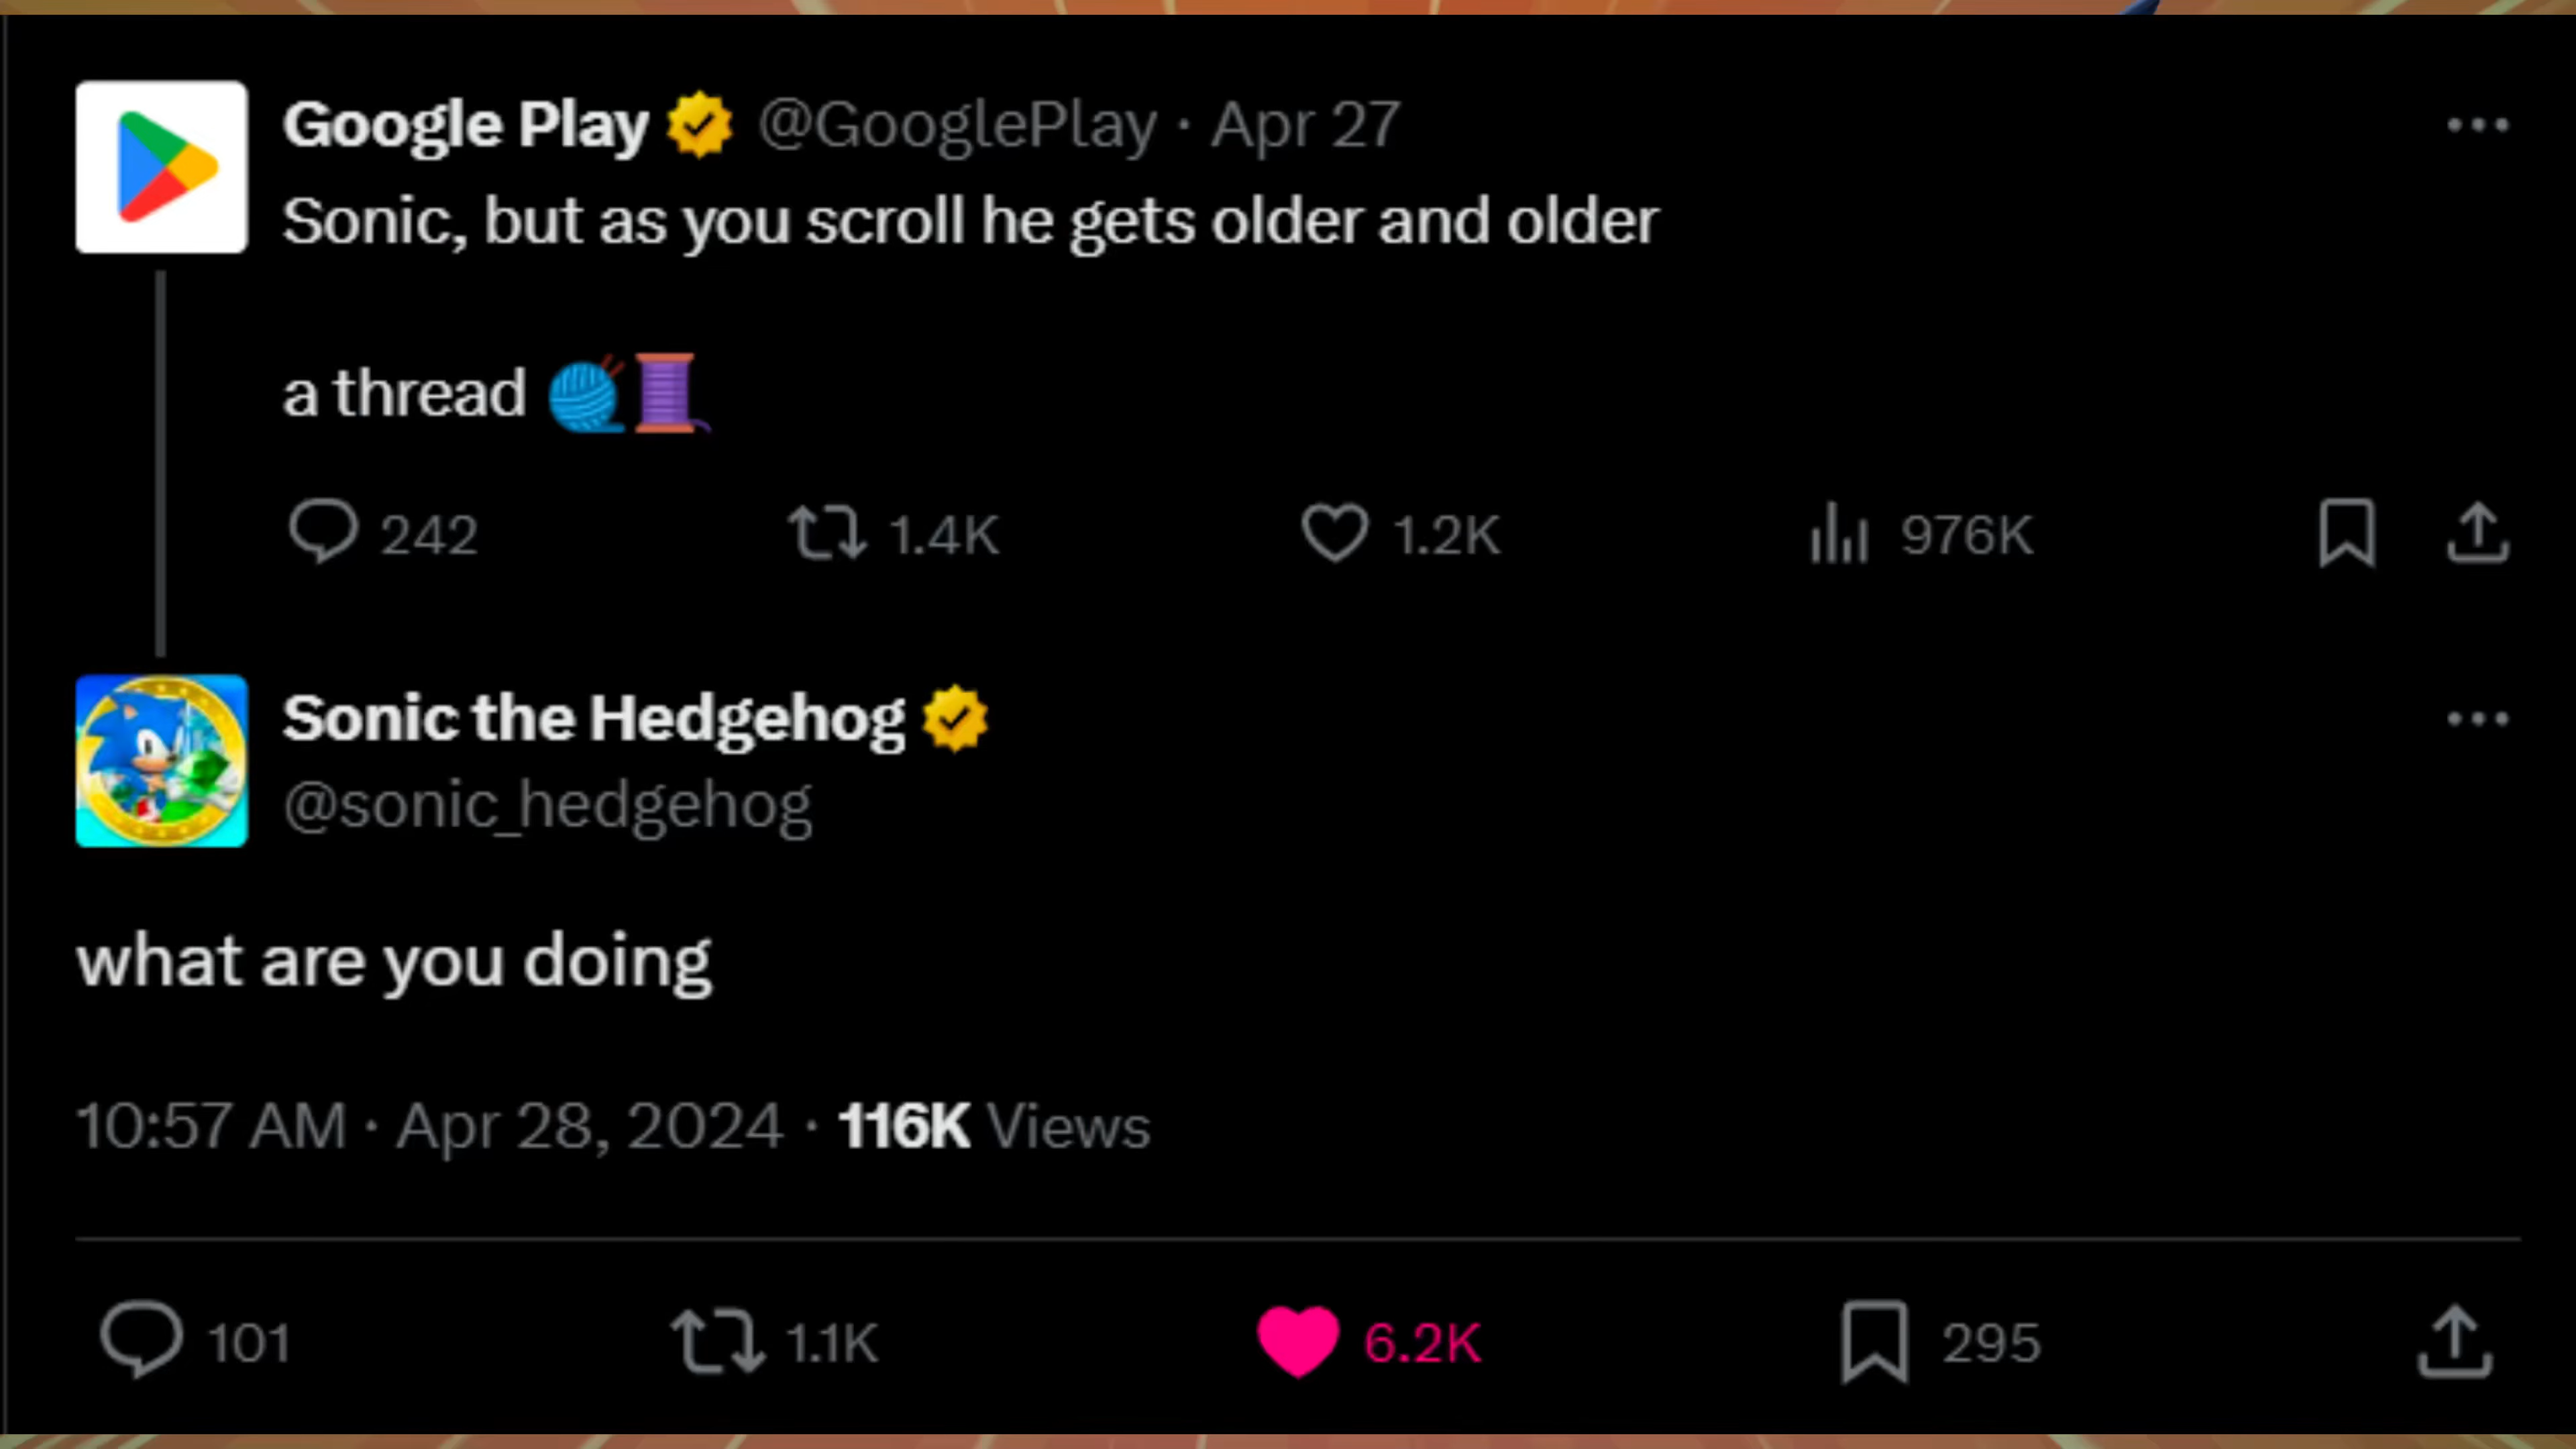 Google Play @GooglePlay · Apr 27
Sonic, but as you scroll he gets older and older
a thread 🧶🧵
242 1.4K 1.2K 976K
Sonic the Hedgehog
@sonic_hedgehog
what are you doing
10:57 AM · Apr 28, 2024 · 116K Views
101 1.1K 6.2K 295